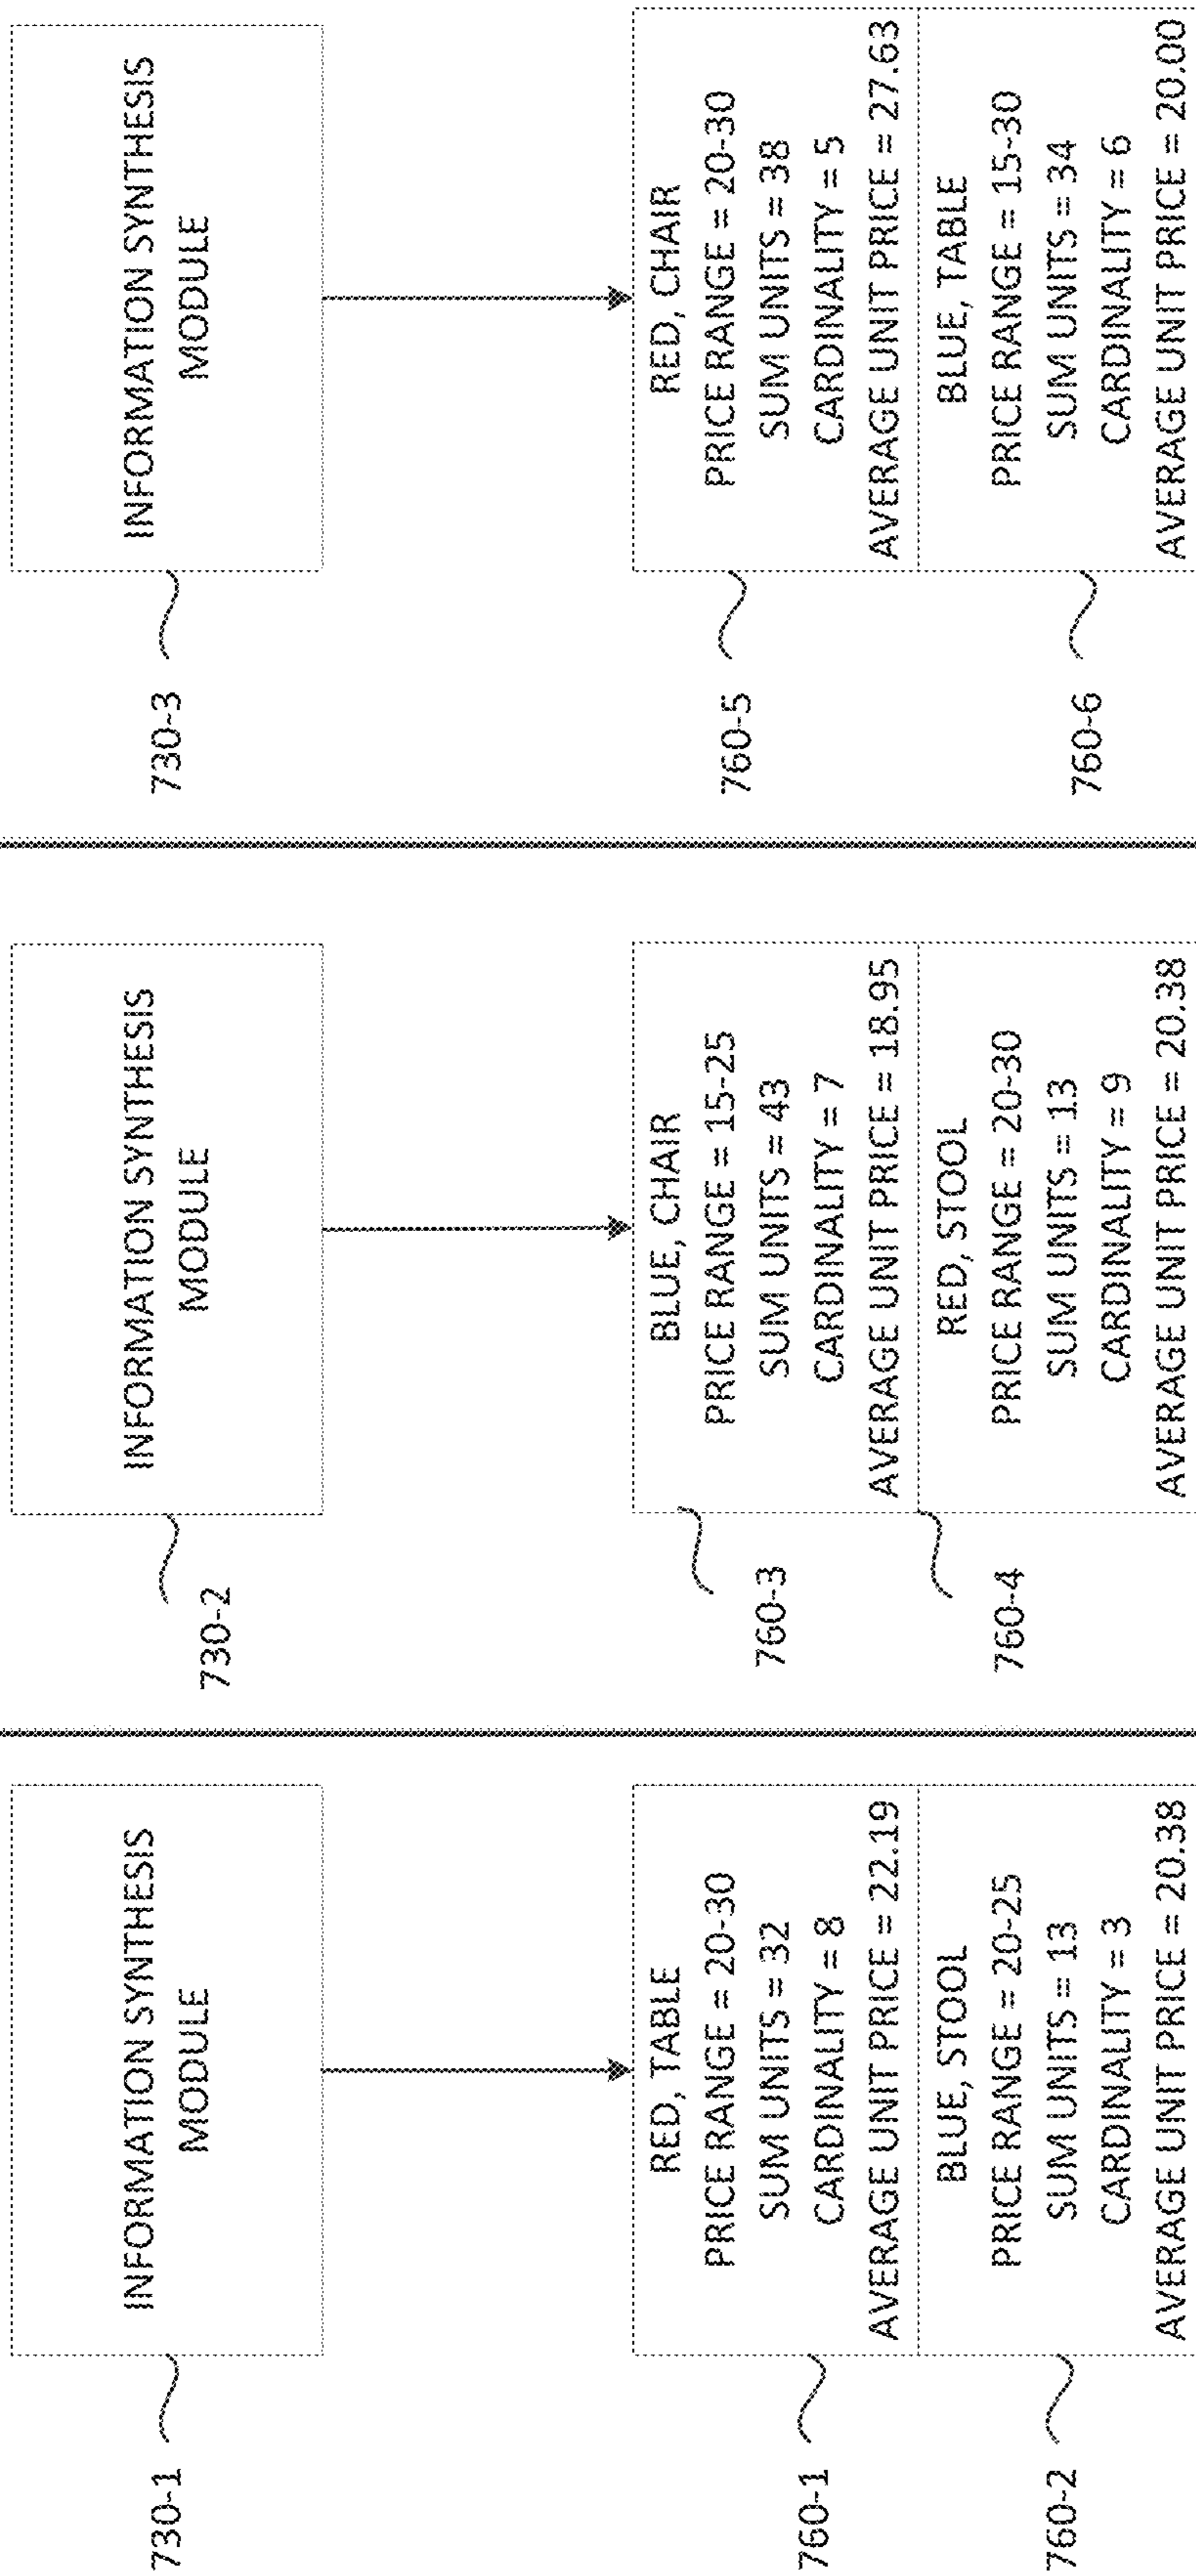 730-1
INFORMATION SYNTHESIS
MODULE
760-1
RED, TABLE
PRICE RANGE = 20-30
SUM UNITS = 32
CARDINALITY = 8
AVERAGE UNIT PRICE = 22.19
760-2
BLUE, STOOL
PRICE RANGE = 20-25
SUM UNITS = 13
CARDINALITY = 3
AVERAGE UNIT PRICE = 20.38
730-2
INFORMATION SYNTHESIS
MODULE
760-3
BLUE, CHAIR
PRICE RANGE = 15-25
SUM UNITS = 43
CARDINALITY = 7
AVERAGE UNIT PRICE = 18.95
760-4
RED, STOOL
PRICE RANGE = 20-30
SUM UNITS = 13
CARDINALITY = 9
AVERAGE UNIT PRICE = 20.38
730-3
INFORMATION SYNTHESIS
MODULE
760-5
RED, CHAIR
PRICE RANGE = 20-30
SUM UNITS = 38
CARDINALITY = 5
AVERAGE UNIT PRICE = 27.63
760-6
BLUE, TABLE
PRICE RANGE = 15-30
SUM UNITS = 34
CARDINALITY = 6
AVERAGE UNIT PRICE = 20.00